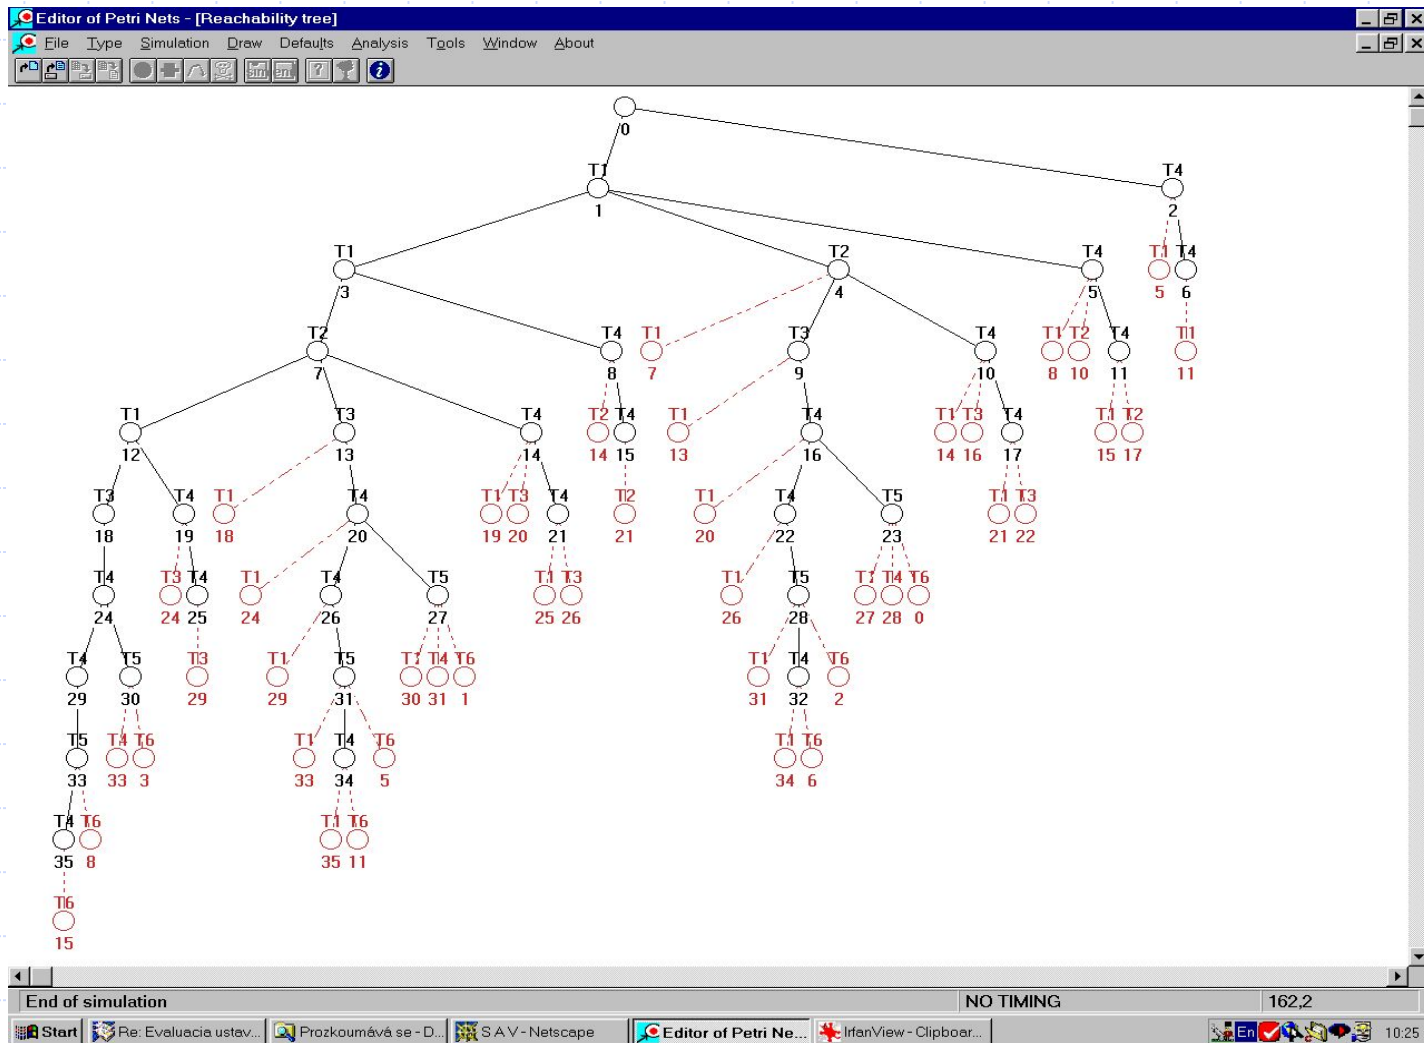 Editor of Petri Nets - [Reachability tree]
File Type Simulation Draw Defaults Analysis Tools Window About
sim en ? i
0
T1 T4
1 2
T1 T2 T4 T1 T4
3 4 5 5 6
T2 T4 T1 T3 T4 T1 T2 T4 T1
7 8 7 9 10 8 10 11 11
T1 T3 T4 T2 T4 T1 T4 T1 T3 T4 T1 T2
12 13 14 14 15 13 16 14 16 17 15 17
T3 T4 T1 T4 T1 T3 T4 T2 T1 T4 T5 T1 T3
18 19 18 20 19 20 21 21 20 22 23 21 22
T4 T3 T4 T1 T4 T5 T1 T3 T1 T5 T1 T4 T6
24 24 25 24 26 27 25 26 26 28 27 28 0
T4 T5 T3 T1 T5 T1 T4 T6 T1 T4 T6
29 30 29 29 31 30 31 1 31 32 2
T5 T4 T6 T1 T4 T6 T1 T6
33 33 3 33 34 5 34 6
T4 T6 T1 T6
35 8 35 11
T6
15
End of simulation NO TIMING 162,2
Start Re: Evaluacia ustav... Prozkoumává se - D... S A V - Netscape Editor of Petri Ne... IrfanView - Clipboar... En 10:25